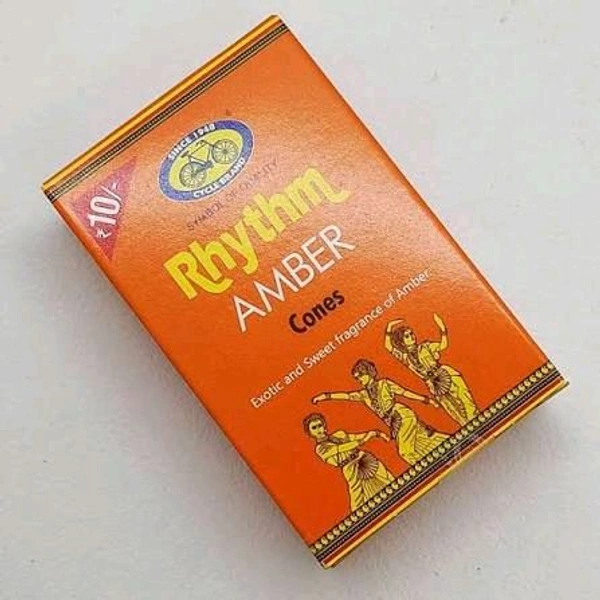 SINCE 1948
CYCLE BRAND
SYMBOL OF QUALITY
₹10/-
Rhythm
AMBER
Cones
Exotic and Sweet fragrance of Amber